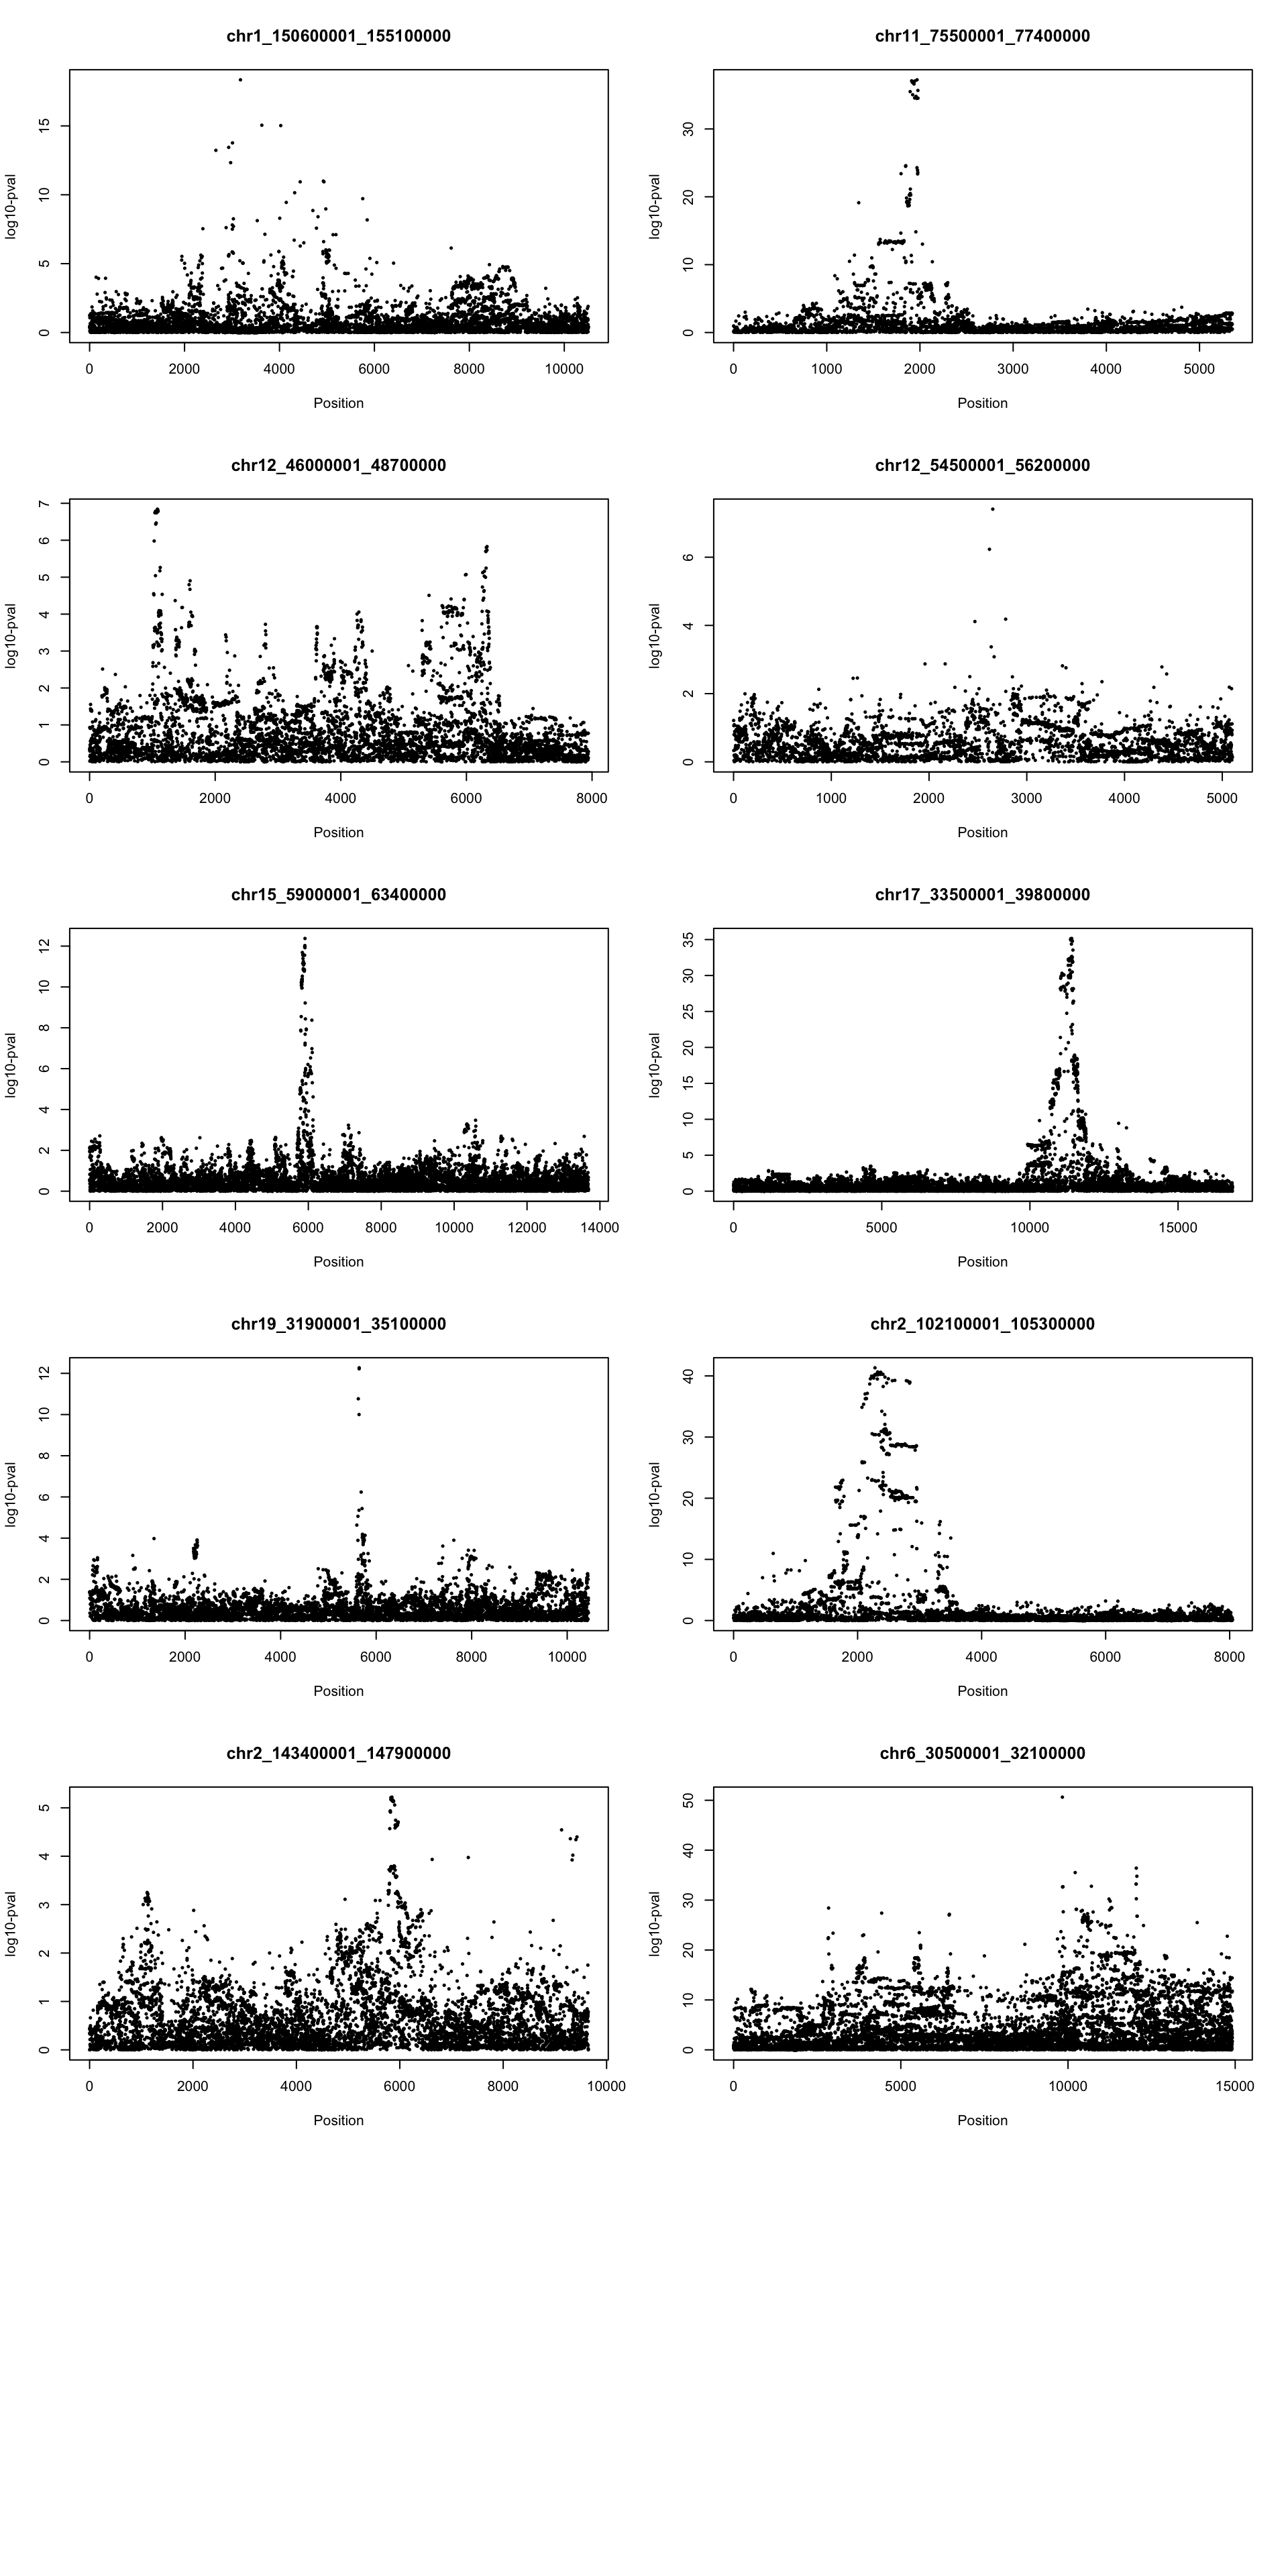 chr1_150600001_155100000
log10-pval
15
10
5
0
0 2000 4000 6000 8000 10000
Position
chr11_75500001_77400000
log10-pval
30
20
10
0
0 1000 2000 3000 4000 5000
Position
chr12_46000001_48700000
log10-pval
7
6
5
4
3
2
1
0
0 2000 4000 6000 8000
Position
chr12_54500001_56200000
log10-pval
6
4
2
0
0 1000 2000 3000 4000 5000
Position
chr15_59000001_63400000
log10-pval
12
10
8
6
4
2
0
0 2000 4000 6000 8000 10000 12000 14000
Position
chr17_33500001_39800000
log10-pval
35
30
25
20
15
10
5
0
0 5000 10000 15000
Position
chr19_31900001_35100000
log10-pval
12
10
8
6
4
2
0
0 2000 4000 6000 8000 10000
Position
chr2_102100001_105300000
log10-pval
40
30
20
10
0
0 2000 4000 6000 8000
Position
chr2_143400001_147900000
log10-pval
5
4
3
2
1
0
0 2000 4000 6000 8000 10000
Position
chr6_30500001_32100000
log10-pval
50
40
30
20
10
0
0 5000 10000 15000
Position